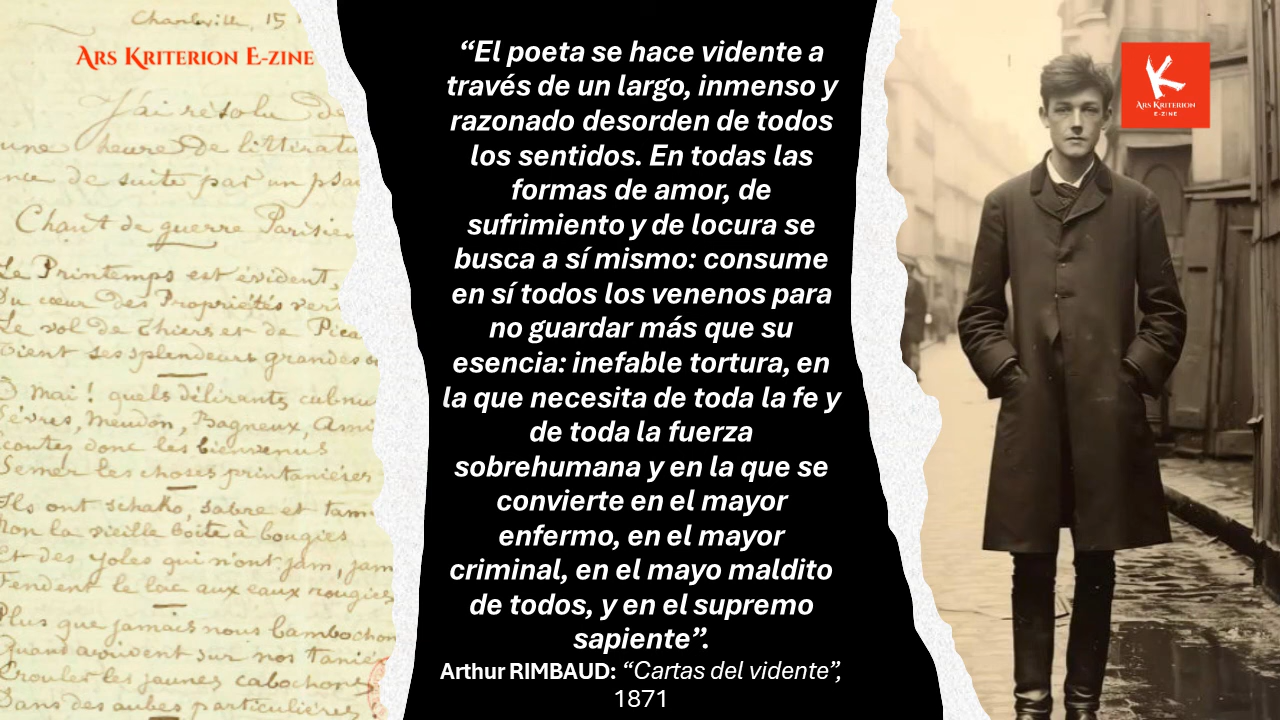 Charleville, 15
ARS KRITERION E-ZINE
J'ai résolu de
une heure de littératu
nce de suite par un psa
Chant de guerre Parisien
Le Printemps est évident,
Du cœur des Propriétés vert
Le vol de Thiers et de Pica
Tient ses splendeurs grandes o
O mai ! quels délirants culnu
Sèvres, Meudon, Bagneux, Asni
coutez donc les bienvenus
Semer les choses printanières
Ils ont schako, sabre et tam
Non la vieille boîte à bougies
Et des yoles qui n'ont jam, jam
Fendent le lac aux eaux rougies
Plus que jamais nous bambochon
Quand arrivent sur nos taniè
Crouler les jaunes cabochons
Dans des aubes particulières
“El poeta se hace vidente a
través de un largo, inmenso y
razonado desorden de todos
los sentidos. En todas las
formas de amor, de
sufrimiento y de locura se
busca a sí mismo: consume
en sí todos los venenos para
no guardar más que su
esencia: inefable tortura, en
la que necesita de toda la fe y
de toda la fuerza
sobrehumana y en la que se
convierte en el mayor
enfermo, en el mayor
criminal, en el mayo maldito
de todos, y en el supremo
sapiente”.
Arthur RIMBAUD: “Cartas del vidente”,
1871
ARS KRITERION
E-ZINE